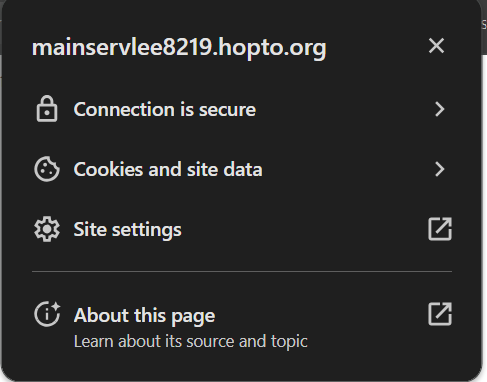 mainservlee8219.hopto.org
Connection is secure
Cookies and site data
Site settings
About this page
Learn about its source and topic